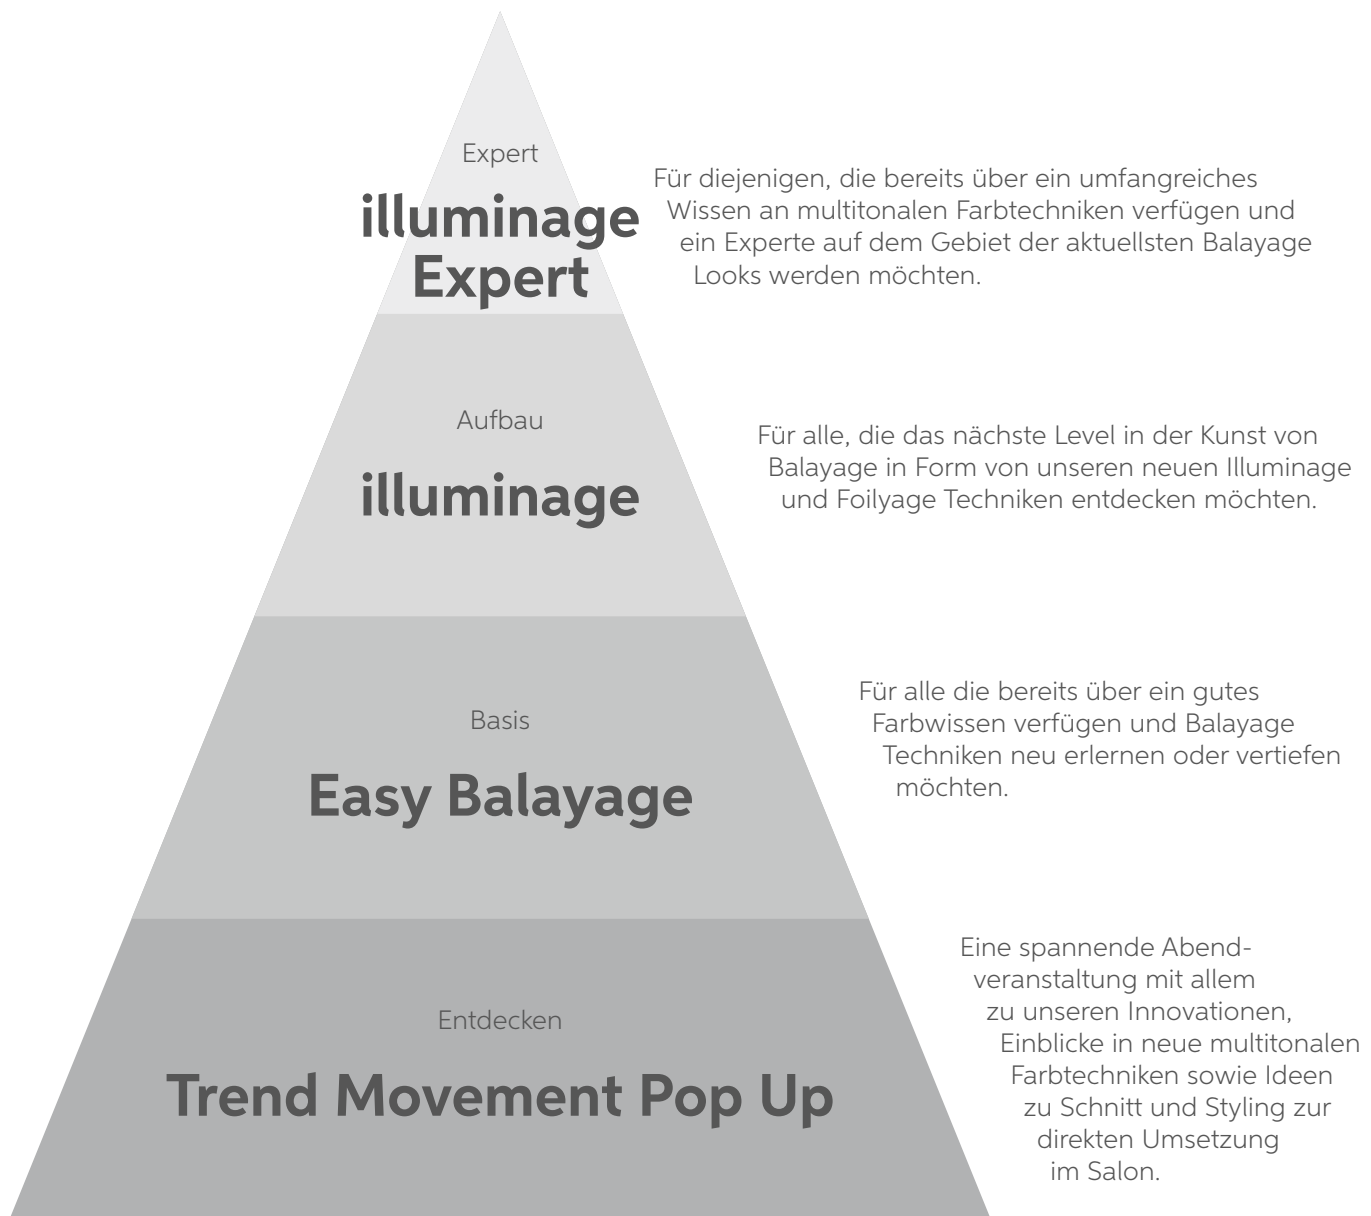 Expert
illuminage
Expert
Für diejenigen, die bereits über ein umfangreiches
Wissen an multitonalen Farbtechniken verfügen und
ein Experte auf dem Gebiet der aktuellsten Balayage
Looks werden möchten.
Aufbau
illuminage
Für alle, die das nächste Level in der Kunst von
Balayage in Form von unseren neuen Illuminage
und Foilyage Techniken entdecken möchten.
Basis
Easy Balayage
Für alle die bereits über ein gutes
Farbwissen verfügen und Balayage
Techniken neu erlernen oder vertiefen
möchten.
Entdecken
Trend Movement Pop Up
Eine spannende Abend-
veranstaltung mit allem
zu unseren Innovationen,
Einblicke in neue multitonalen
Farbtechniken sowie Ideen
zu Schnitt und Styling zur
direkten Umsetzung
im Salon.